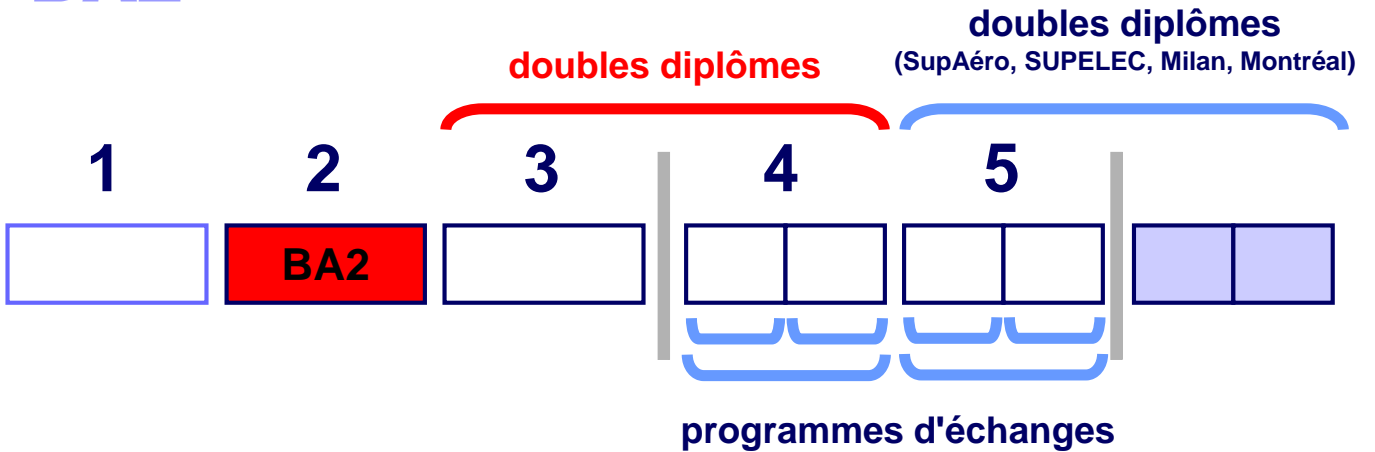 doubles diplômes
(SupAéro, SUPELEC, Milan, Montréal)
doubles diplômes
1 2 3 4 5
BA2
programmes d'échanges